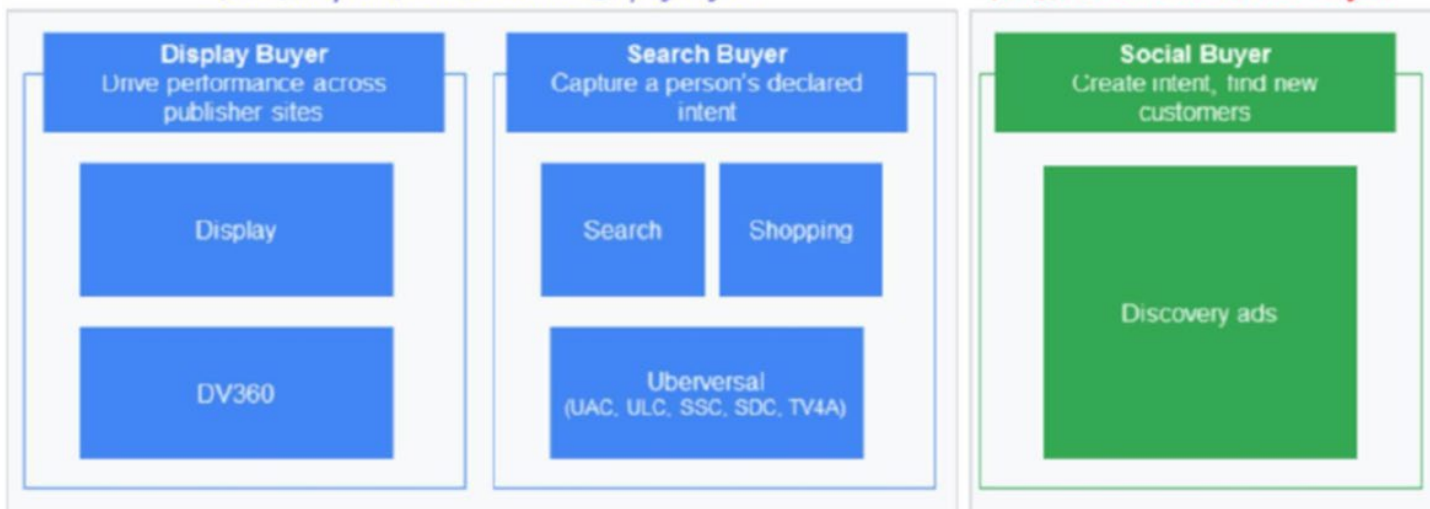 Display Buyer
Drive performance across
publisher sites
Search Buyer
Capture a person's declared
intent
Social Buyer
Create intent, find new
customers
Display
Search
Shopping
Discovery ads
DV360
Uberversal
(UAC, ULC, SSC, SDC, TV4A)